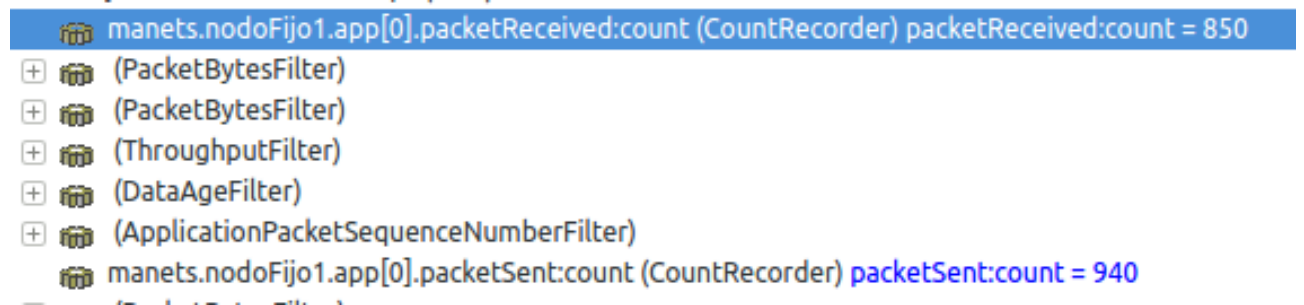 manets.nodoFijo1.app[0].packetReceived:count (CountRecorder) packetReceived:count = 850
(PacketBytesFilter)
(PacketBytesFilter)
(ThroughputFilter)
(DataAgeFilter)
(ApplicationPacketSequenceNumberFilter)
manets.nodoFijo1.app[0].packetSent:count (CountRecorder) packetSent:count = 940